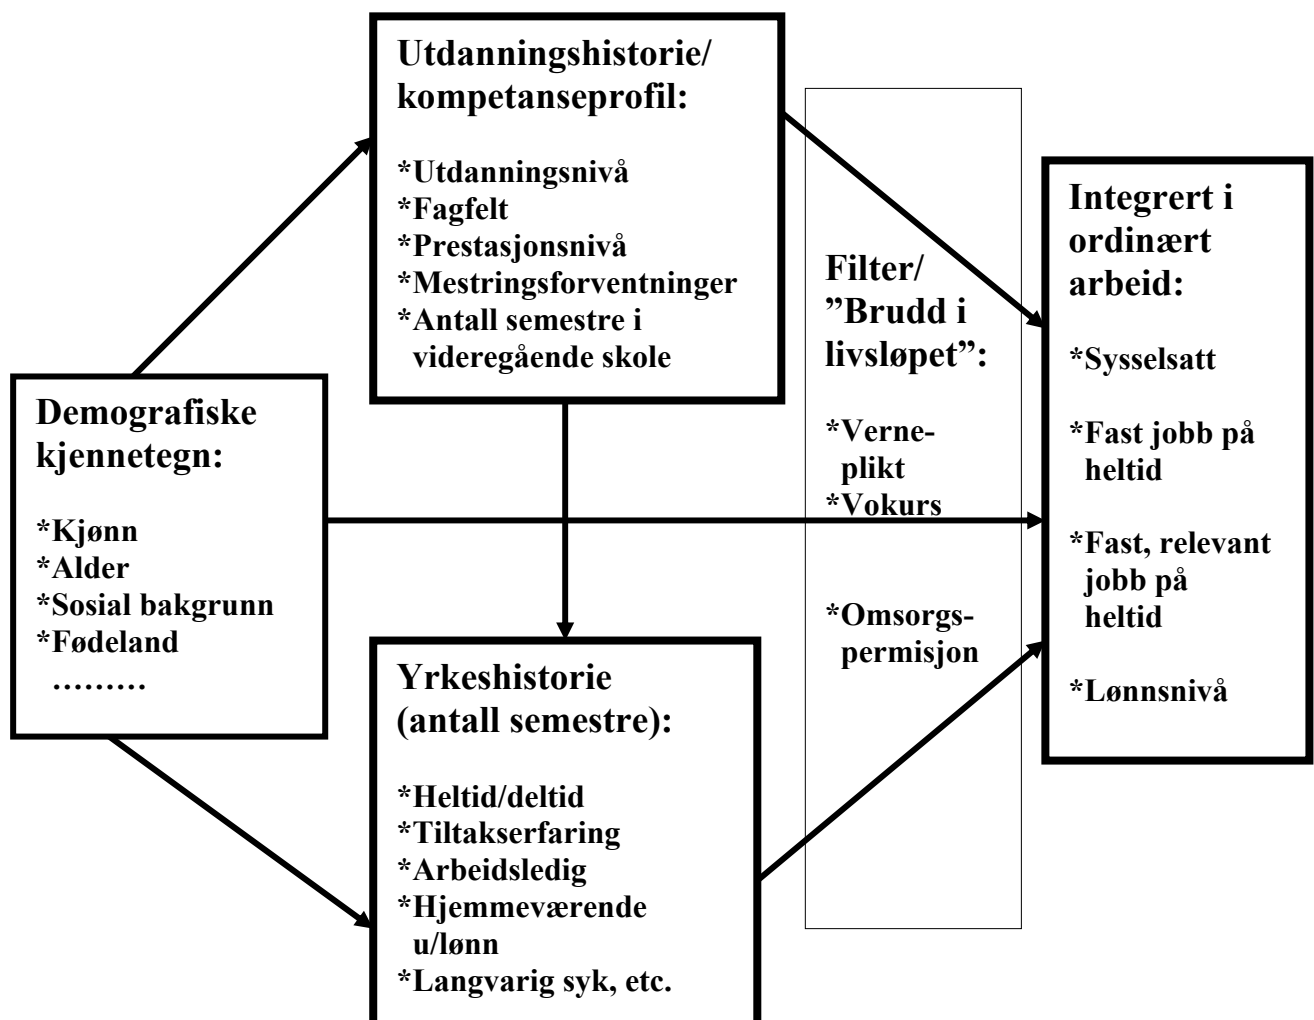 Utdanningshistorie/
kompetanseprofil:
*Utdanningsnivå
*Fagfelt
*Prestasjonsnivå
*Mestringsforventninger
*Antall semestre i
videregående skole
Demografiske
kjennetegn:
*Kjønn
*Alder
*Sosial bakgrunn
*Fødeland
………
Yrkeshistorie
(antall semestre):
*Heltid/deltid
*Tiltakserfaring
*Arbeidsledig
*Hjemmeværende
u/lønn
*Langvarig syk, etc.
Filter/
”Brudd i
livsløpet”:
*Verne-
plikt
*Vokurs
*Omsorgs-
permisjon
Integrert i
ordinært
arbeid:
*Sysselsatt
*Fast jobb på
heltid
*Fast, relevant
jobb på
heltid
*Lønnsnivå